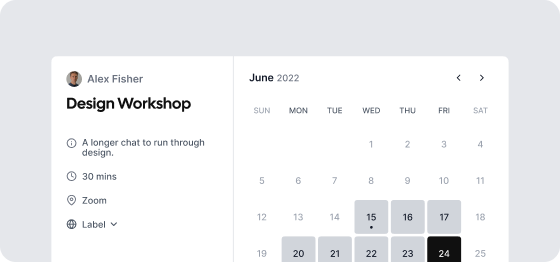 Alex Fisher
Design Workshop
A longer chat to run through
design.
30 mins
Zoom
Label
June 2022
SUN MON TUE WED THU FRI SAT
1 2 3 4
5 6 7 8 9 10 11
12 13 14 15 16 17 18
19 20 21 22 23 24 25